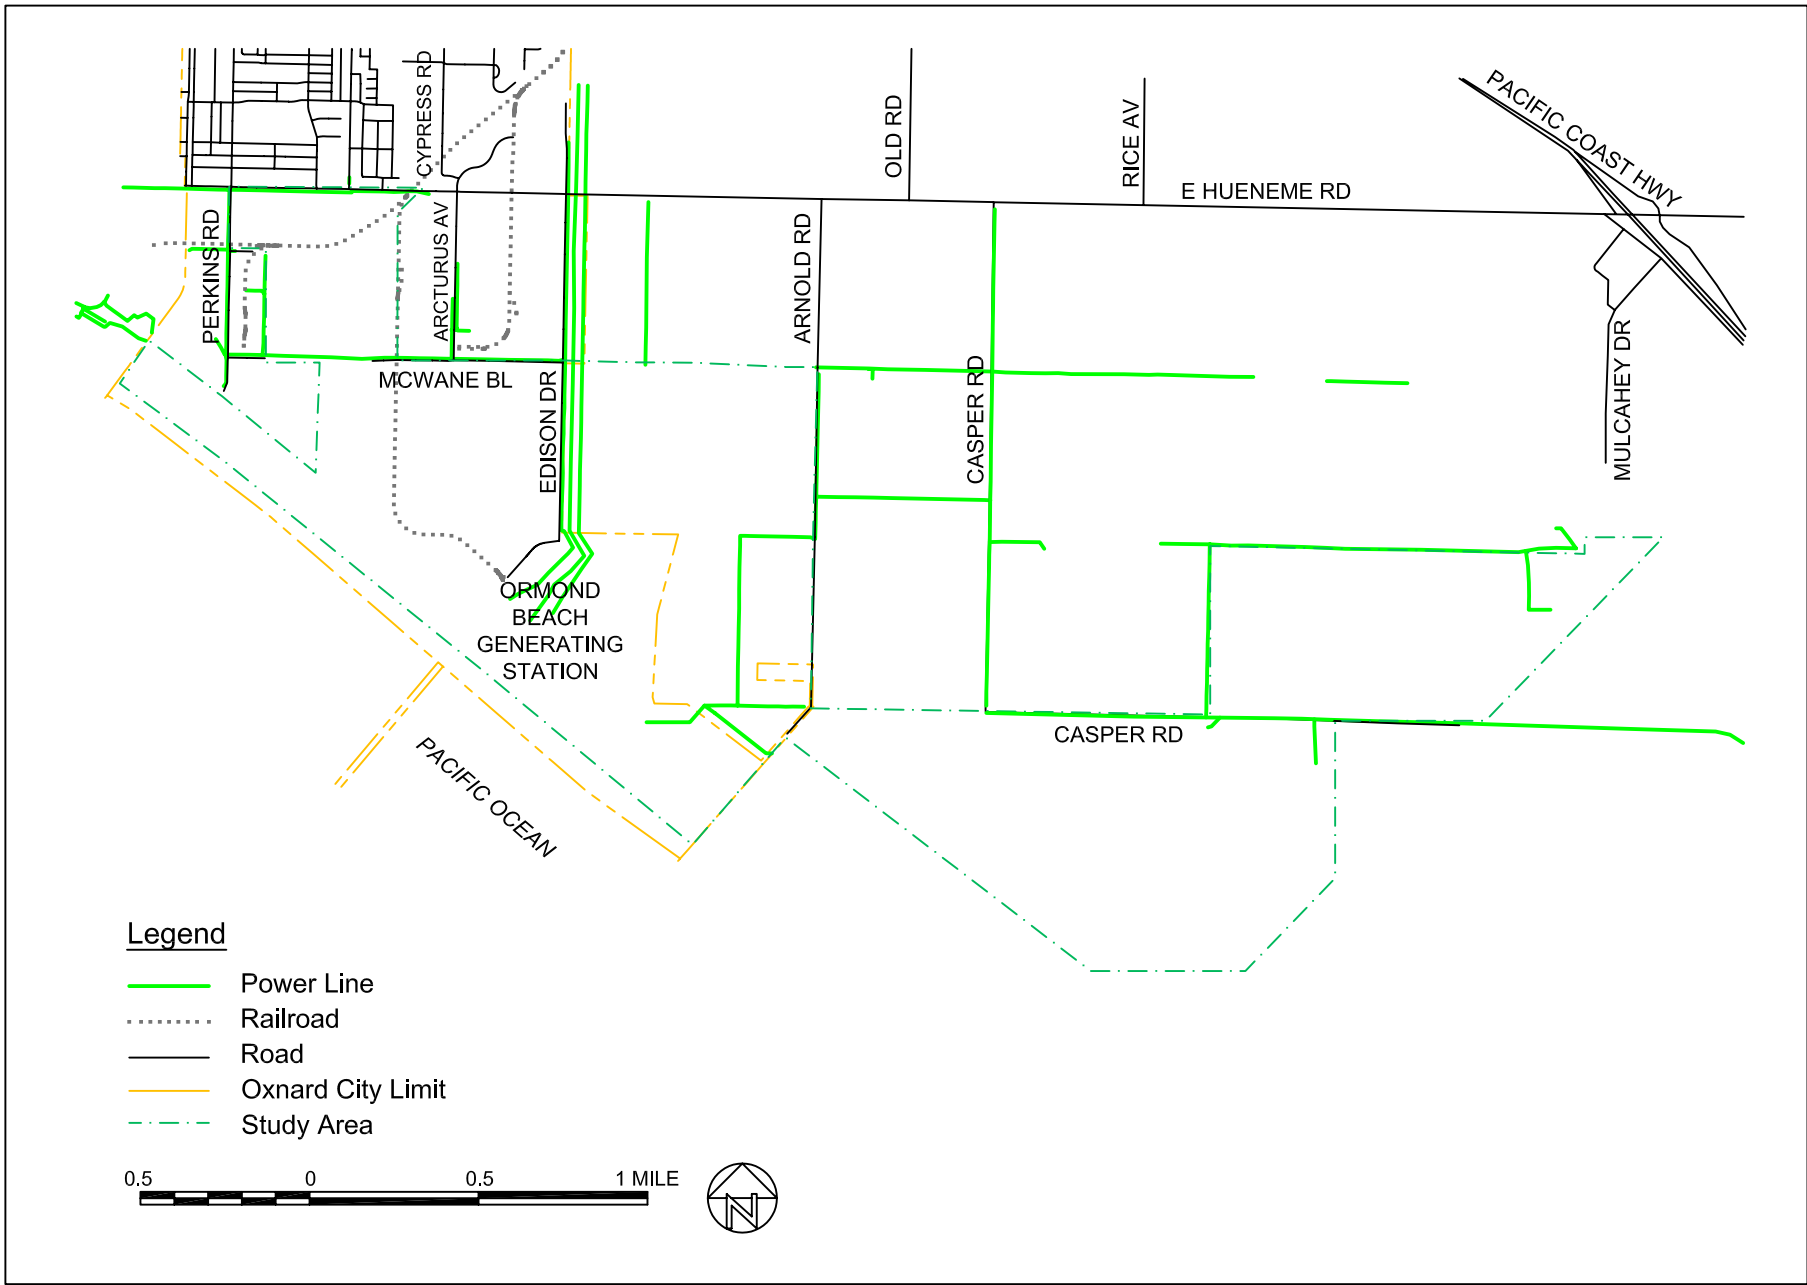 CYPRESS RD
OLD RD
RICE AV
PACIFIC COAST HWY
E HUENEME RD
PERKINS RD
ARCTURUS AV
ARNOLD RD
MCWANE BL
EDISON DR
CASPER RD
MULCAHEY DR
ORMOND
BEACH
GENERATING
STATION
CASPER RD
PACIFIC OCEAN
Legend
Power Line
Railroad
Road
Oxnard City Limit
Study Area
0.5 0 0.5 1 MILE
N